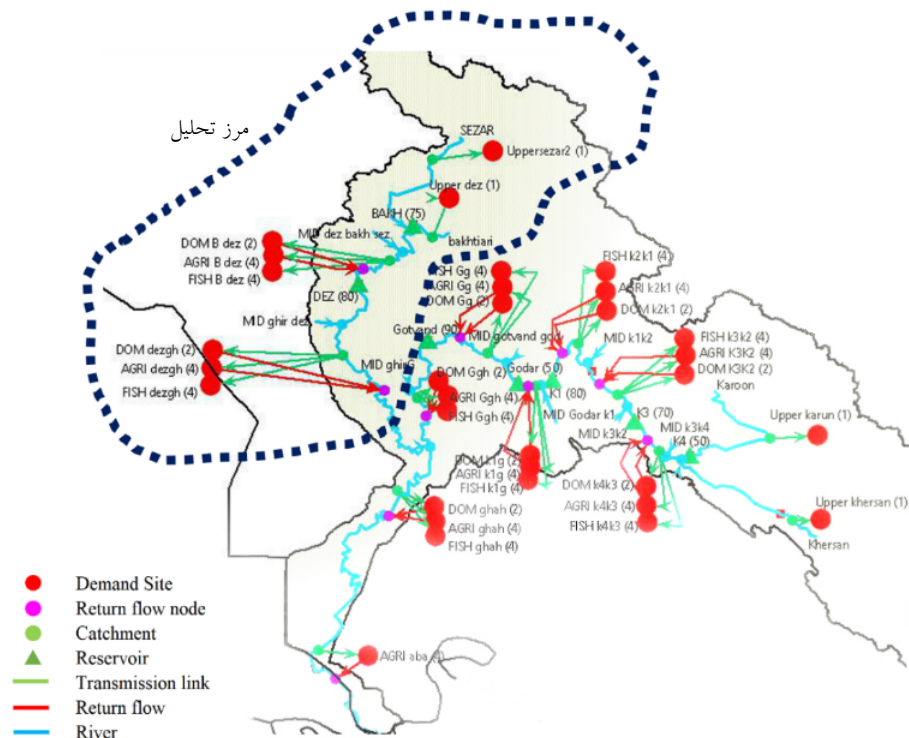 مرز تحلیل
SEZAR
Uppersezar2 (1)
Upper dez (1)
BAKH (75)
MID dez bakh sez
bakhtiari
DOM B dez (2)
AGRI B dez (4)
FISH B dez (4)
DEZ (80)
MID ghir dez
DOM dezgh (2)
AGRI dezgh (4)
FISH dezgh (4)
MID ghirG
FISH Gg (4)
AGRI Gg (4)
DOM Gg (2)
Gotvand (90)
MID gotvand god
DOM Ggh (2)
AGRI Ggh (4)
FISH Ggh (4)
Godar (50)
K1 (80)
MID Godar k1
FISH k2k1 (4)
AGRI k2k1 (4)
DOM k2k1 (2)
MID k1k2
FISH k3k2 (4)
AGRI K3K2 (4)
DOM K3K2 (2)
Karoon
K3 (70)
MID k3k2
MID k3k4
K4 (50)
Upper karun (1)
DOM k1g (2)
AGRI k1g (4)
FISH k1g (4)
DOM k4k3 (2)
AGRI k4k3 (4)
FISH k4k3 (4)
Upper khersan (1)
Khersan
DOM ghah (2)
AGRI ghah (4)
FISH ghah (4)
AGRI aba
Demand Site
Return flow node
Catchment
Reservoir
Transmission link
Return flow
River